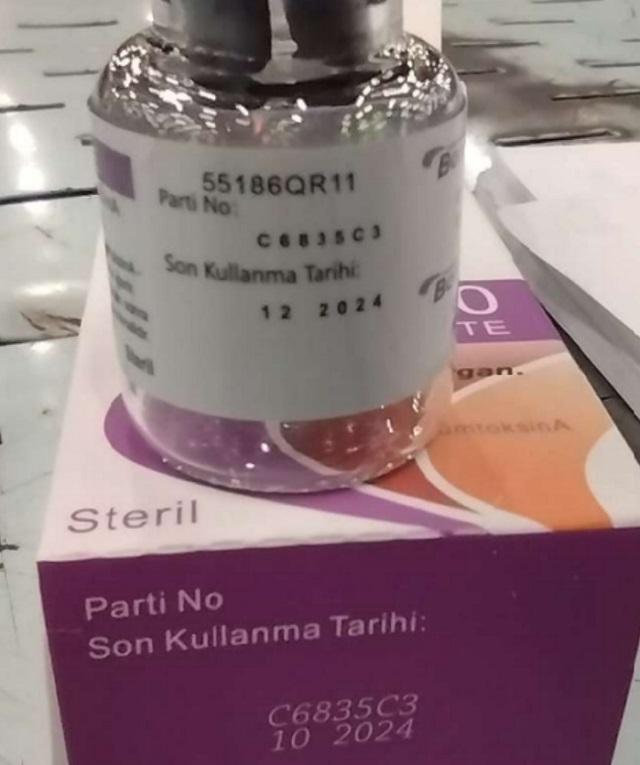 55186QR11
Parti No:
C6835C3
Son Kullanma Tarihi:
12 2024
Steril
O
TE
gan.
Steril
Parti No
Son Kullanma Tarihi:
C6835C3
10 2024